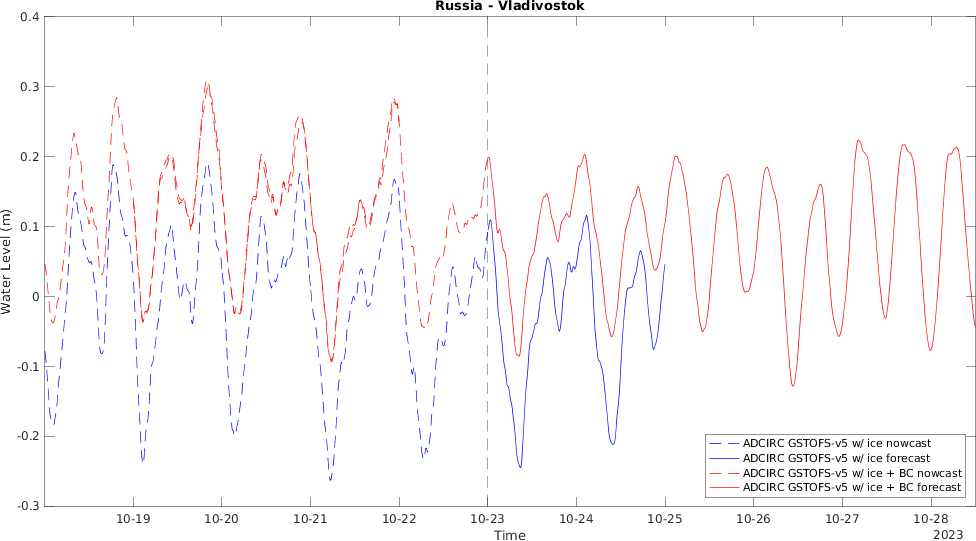 Russia - Vladivostok
0.4
0.3
0.2
0.1
0
-0.1
-0.2
-0.3
Water Level (m)
10-19 10-20 10-21 10-22 10-23 10-24 10-25 10-26 10-27 10-28
Time
2023
ADCIRC GSTOFS-v5 w/ ice nowcast
ADCIRC GSTOFS-v5 w/ ice forecast
ADCIRC GSTOFS-v5 w/ ice + BC nowcast
ADCIRC GSTOFS-v5 w/ ice + BC forecast